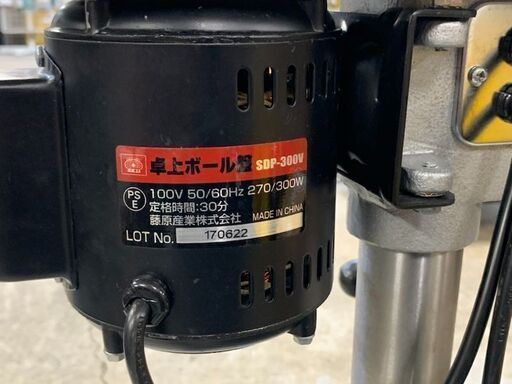 卓上ボール盤 SDP-300V
PS E 100V 50/60Hz 270/300W
定格時間:30分
藤原産業株式会社 MADE IN CHINA
LOT No. 170622